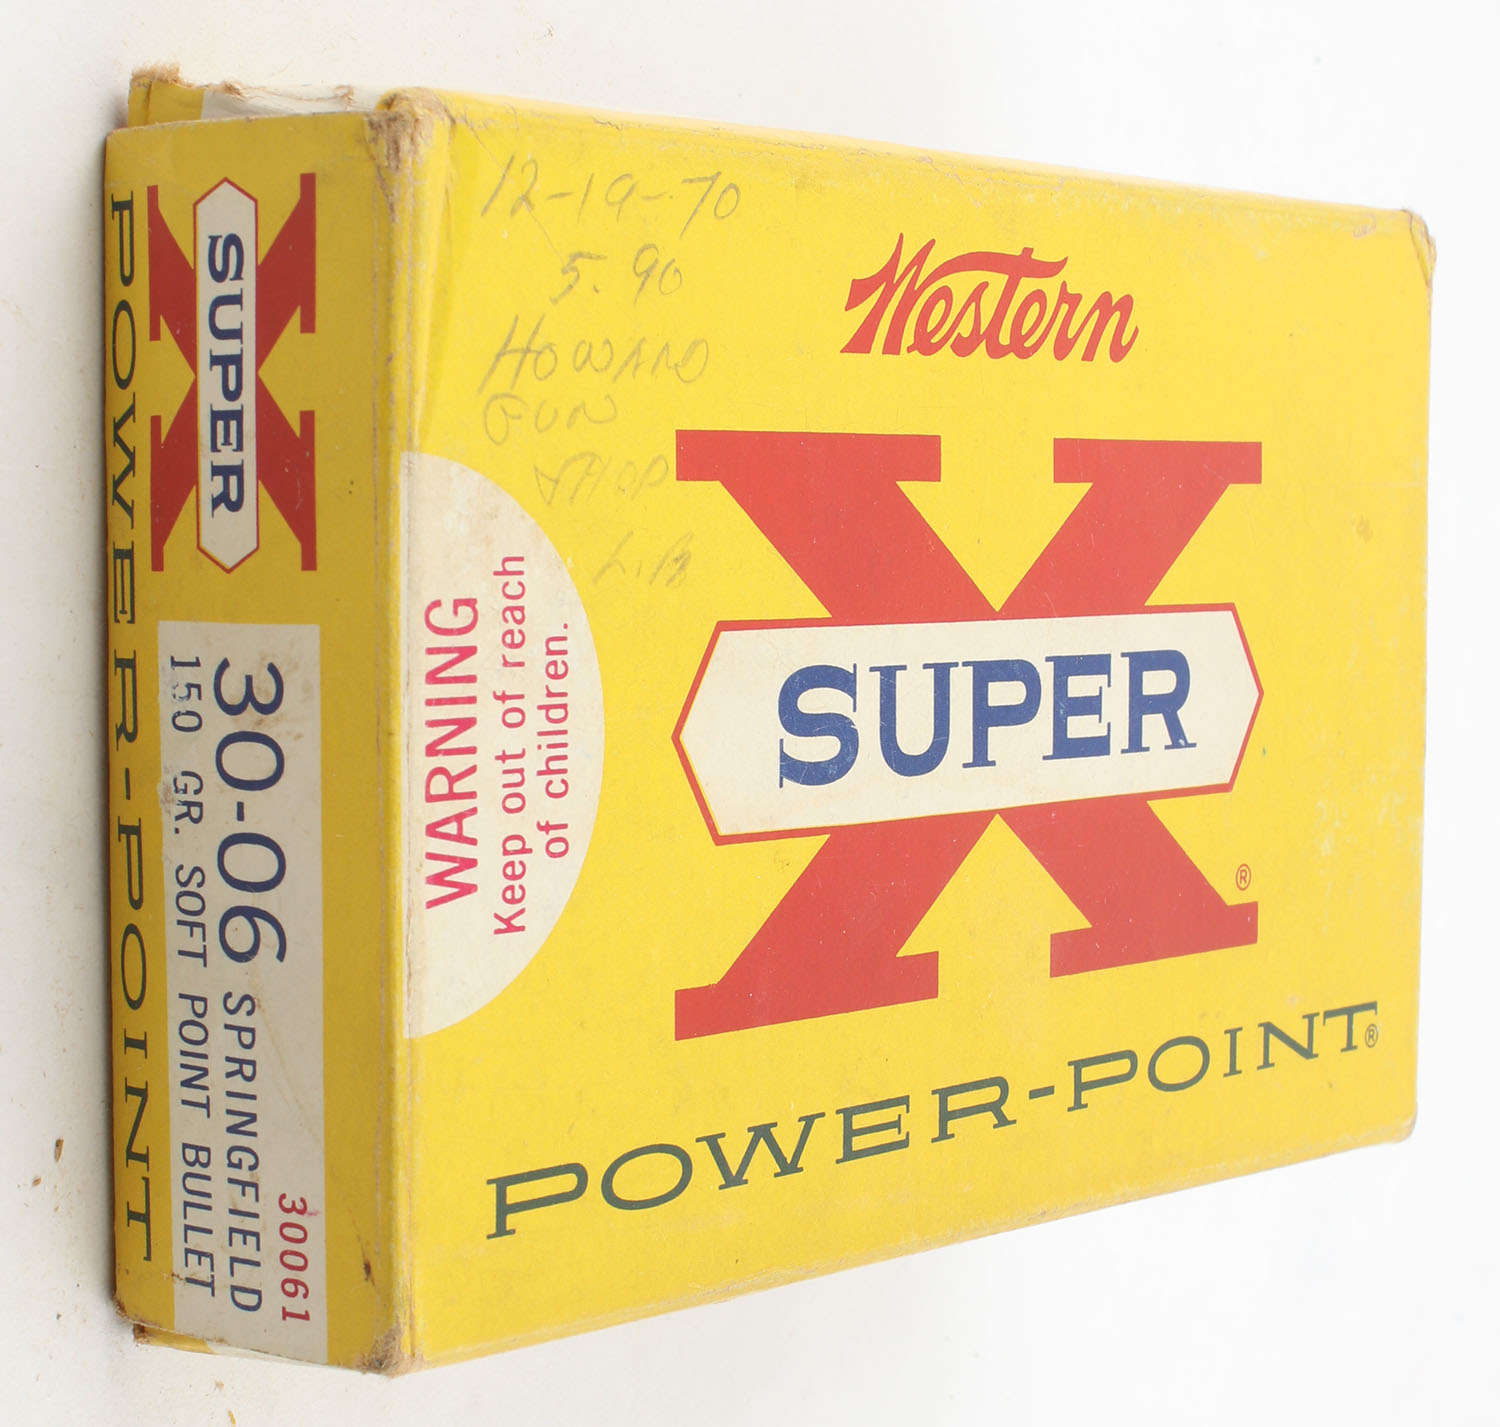 12-19-70
5.90
HOWARD
GUN
SHOP
L.B
Western
SUPER
X
®
POWER-POINT®
WARNING
Keep out of reach
of children.
SUPER
X
POWER-POINT
30061
30-06 SPRINGFIELD
150 GR. SOFT POINT BULLET